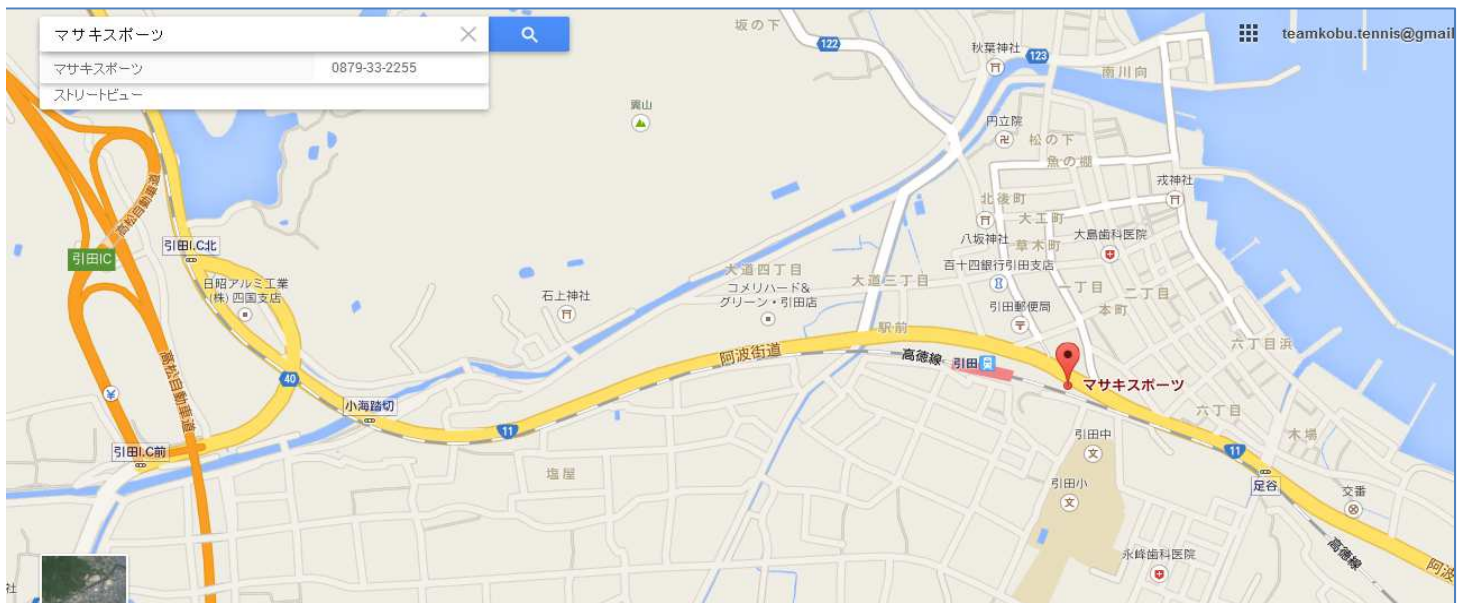 マサキスポーツ
teamkobu.tennis@gmail
マサキスポーツ 0879-33-2255
ストリートビュー
坂の下
122
秋葉神社
123
南川向
翼山
円立院
松の下
魚の棚
戎神社
北後町
大工町
八坂神社
草木町
大島歯科医院
高松自動車道
引田I.C北
引田IC
百十四銀行引田支店
大道四丁目
大道三丁目
一丁目
二丁目
日昭アルミ工業
(株) 四国支店
石上神社
コメリハード&
グリーン・引田店
引田郵便局
本町
駅前
六丁目浜
阿波街道
高徳線
引田
マサキスポーツ
高松自動車道
40
小海踏切
11
六丁目
木場
引田I.C前
引田中
11
塩屋
引田小
足谷
交番
永峰歯科医院
高徳線
阿波
社